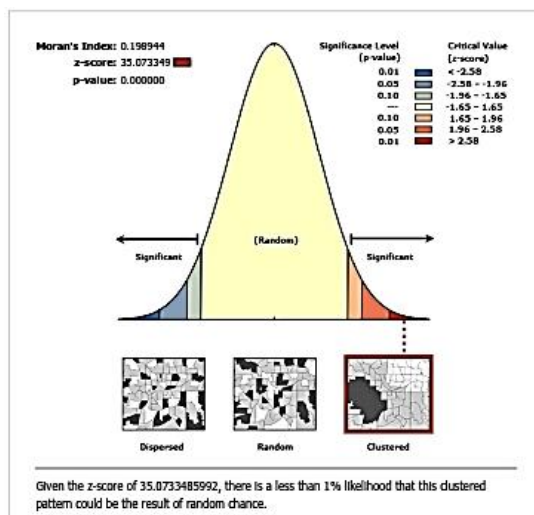 Moran's Index: 0.198944
z-score: 35.073349
p-value: 0.000000
Significance Level
(p-value)
Critical Value
(z-score)
0.01 < -2.58
0.05 -2.58 – -1.96
0.10 -1.96 – -1.65
--- -1.65 – 1.65
0.10 1.65 – 1.96
0.05 1.96 – 2.58
0.01 > 2.58
(Random)
Significant
Significant
Dispersed
Random
Clustered
Given the z-score of 35.0733485992, there is a less than 1% likelihood that this clustered
pattern could be the result of random chance.